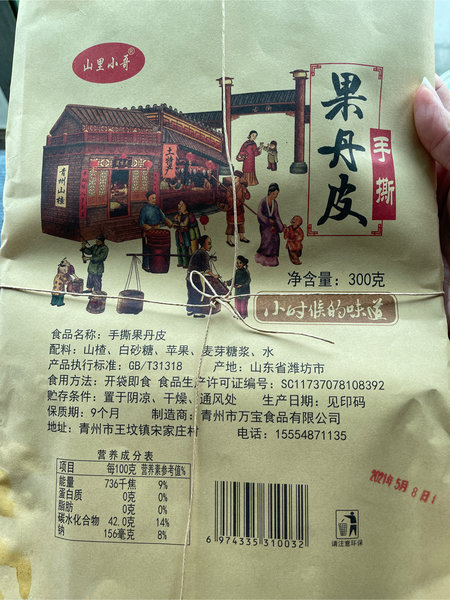 山里小哥®
古街
土特产
青州山楂
果丹皮
手撕
净含量：300克
小时候的味道
食品名称：手撕果丹皮
配料：山楂、白砂糖、苹果、麦芽糖浆、水
产品执行标准：GB/T31318 产地：山东省潍坊市
食用方法：开袋即食 食品生产许可证编号：SC11737078108392
贮存条件：置于阴凉、干燥、通风处 生产日期：见印码
保质期：9个月 制造商：青州市万宝食品有限公司
地址：青州市王坟镇宋家庄村 电话：15554871135
营养成分表
项目 每100克 营养素参考值%
能量 736千焦 9%
蛋白质 0克 0%
脂肪 0克 0%
碳水化合物 42.0克 14%
钠 156毫克 8%
6 974335 310032
2021年5月8日
请注意环保